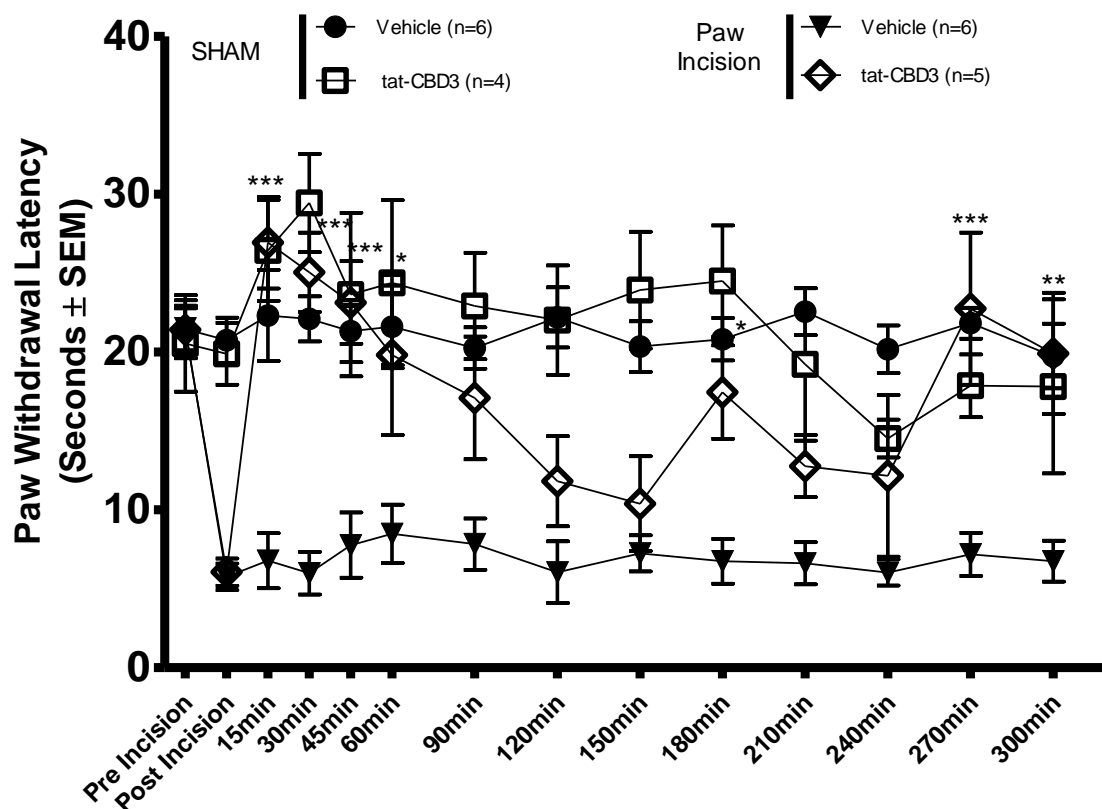 SHAM
Vehicle (n=6)
tat-CBD3 (n=4)
Paw
Incision
Vehicle (n=6)
tat-CBD3 (n=5)
Paw Withdrawal Latency
(Seconds ± SEM)
40
30
20
10
0
***
***
***
*
*
***
**
Pre Incision
Post Incision
15min
30min
45min
60min
90min
120min
150min
180min
210min
240min
270min
300min